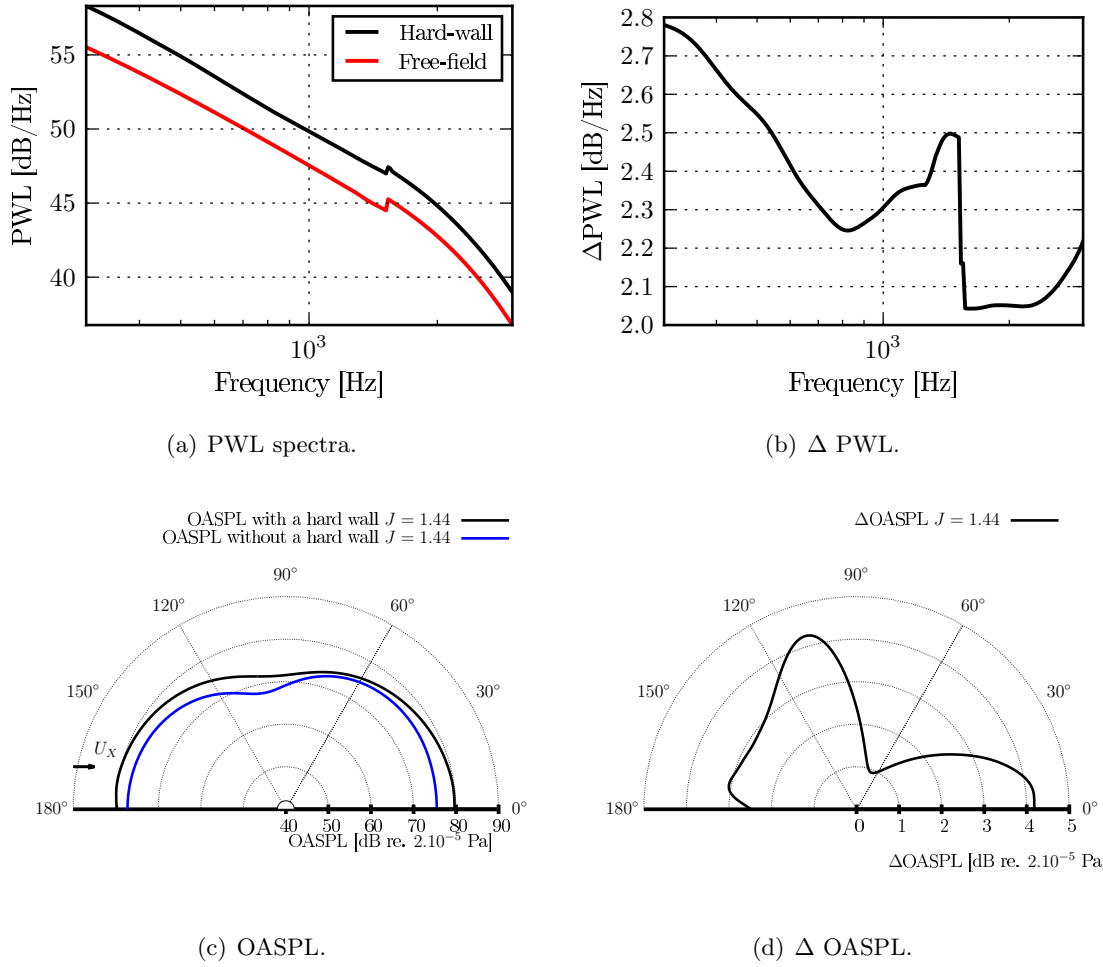 55
50
45
40
PWL [dB/Hz]
Hard-wall
Free-field
10³
Frequency [Hz]
(a) PWL spectra.
2.8
2.7
2.6
2.5
2.4
2.3
2.2
2.1
2.0
ΔPWL [dB/Hz]
10³
Frequency [Hz]
(b) Δ PWL.
OASPL with a hard wall J = 1.44
OASPL without a hard wall J = 1.44
90°
120°
60°
150°
30°
U_X
180°
0°
40 50 60 70 80 90
OASPL [dB re. 2.10⁻⁵ Pa]
(c) OASPL.
ΔOASPL J = 1.44
90°
120°
60°
150°
30°
180°
0°
0 1 2 3 4 5
ΔOASPL [dB re. 2.10⁻⁵ Pa
(d) Δ OASPL.